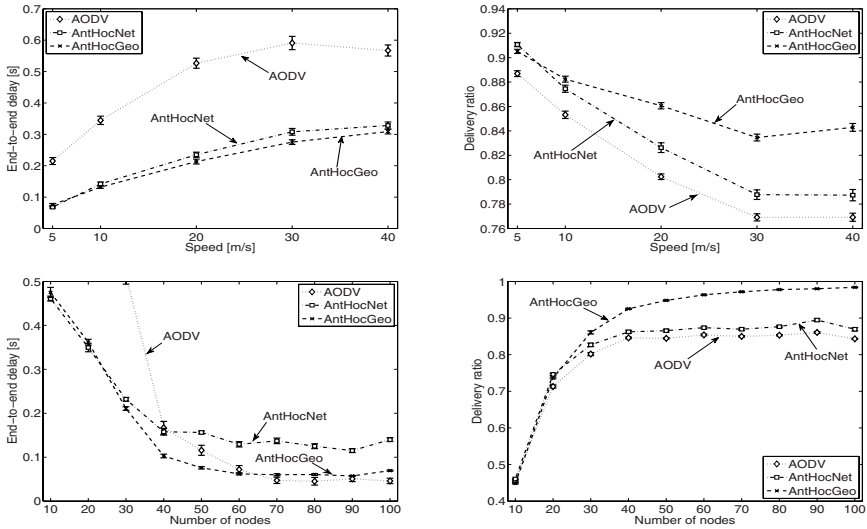 0.7
0.6
0.5
0.4
0.3
0.2
0.1
0
End-to-end delay [s]
AODV
AntHocNet
AntHocGeo
AODV
AntHocNet
AntHocGeo
5
10
20
30
40
Speed [m/s]
0.94
0.92
0.9
0.88
0.86
0.84
0.82
0.8
0.78
0.76
Delivery ratio
AODV
AntHocNet
AntHocGeo
AntHocGeo
AntHocNet
AODV
5
10
20
30
40
Speed [m/s]
0.5
0.4
0.3
0.2
0.1
0
End-to-end delay [s]
AODV
AntHocNet
AntHocGeo
AODV
AntHocNet
AntHocGeo
10
20
30
40
50
60
70
80
90
100
Number of nodes
1
0.9
0.8
0.7
0.6
0.5
0.4
Delivery ratio
AntHocGeo
AntHocNet
AODV
AODV
AntHocNet
AntHocGeo
10
20
30
40
50
60
70
80
90
100
Number of nodes